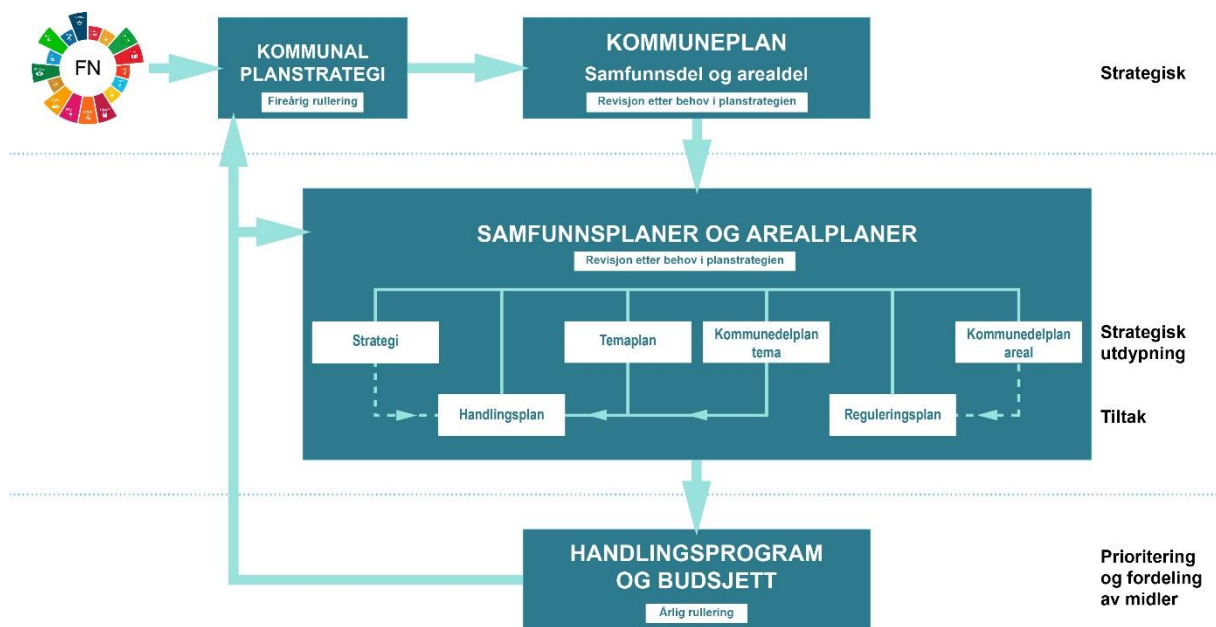 FN
KOMMUNAL
PLANSTRATEGI
Fireårig rullering
KOMMUNEPLAN
Samfunnsdel og arealdel
Revisjon etter behov i planstrategien
Strategisk
SAMFUNNSPLANER OG AREALPLANER
Revisjon etter behov i planstrategien
Strategi
Temaplan
Kommunedelplan
tema
Kommunedelplan
areal
Strategisk
utdypning
Handlingsplan
Reguleringsplan
Tiltak
HANDLINGSPROGRAM
OG BUDSJETT
Årlig rullering
Prioritering
og fordeling
av midler